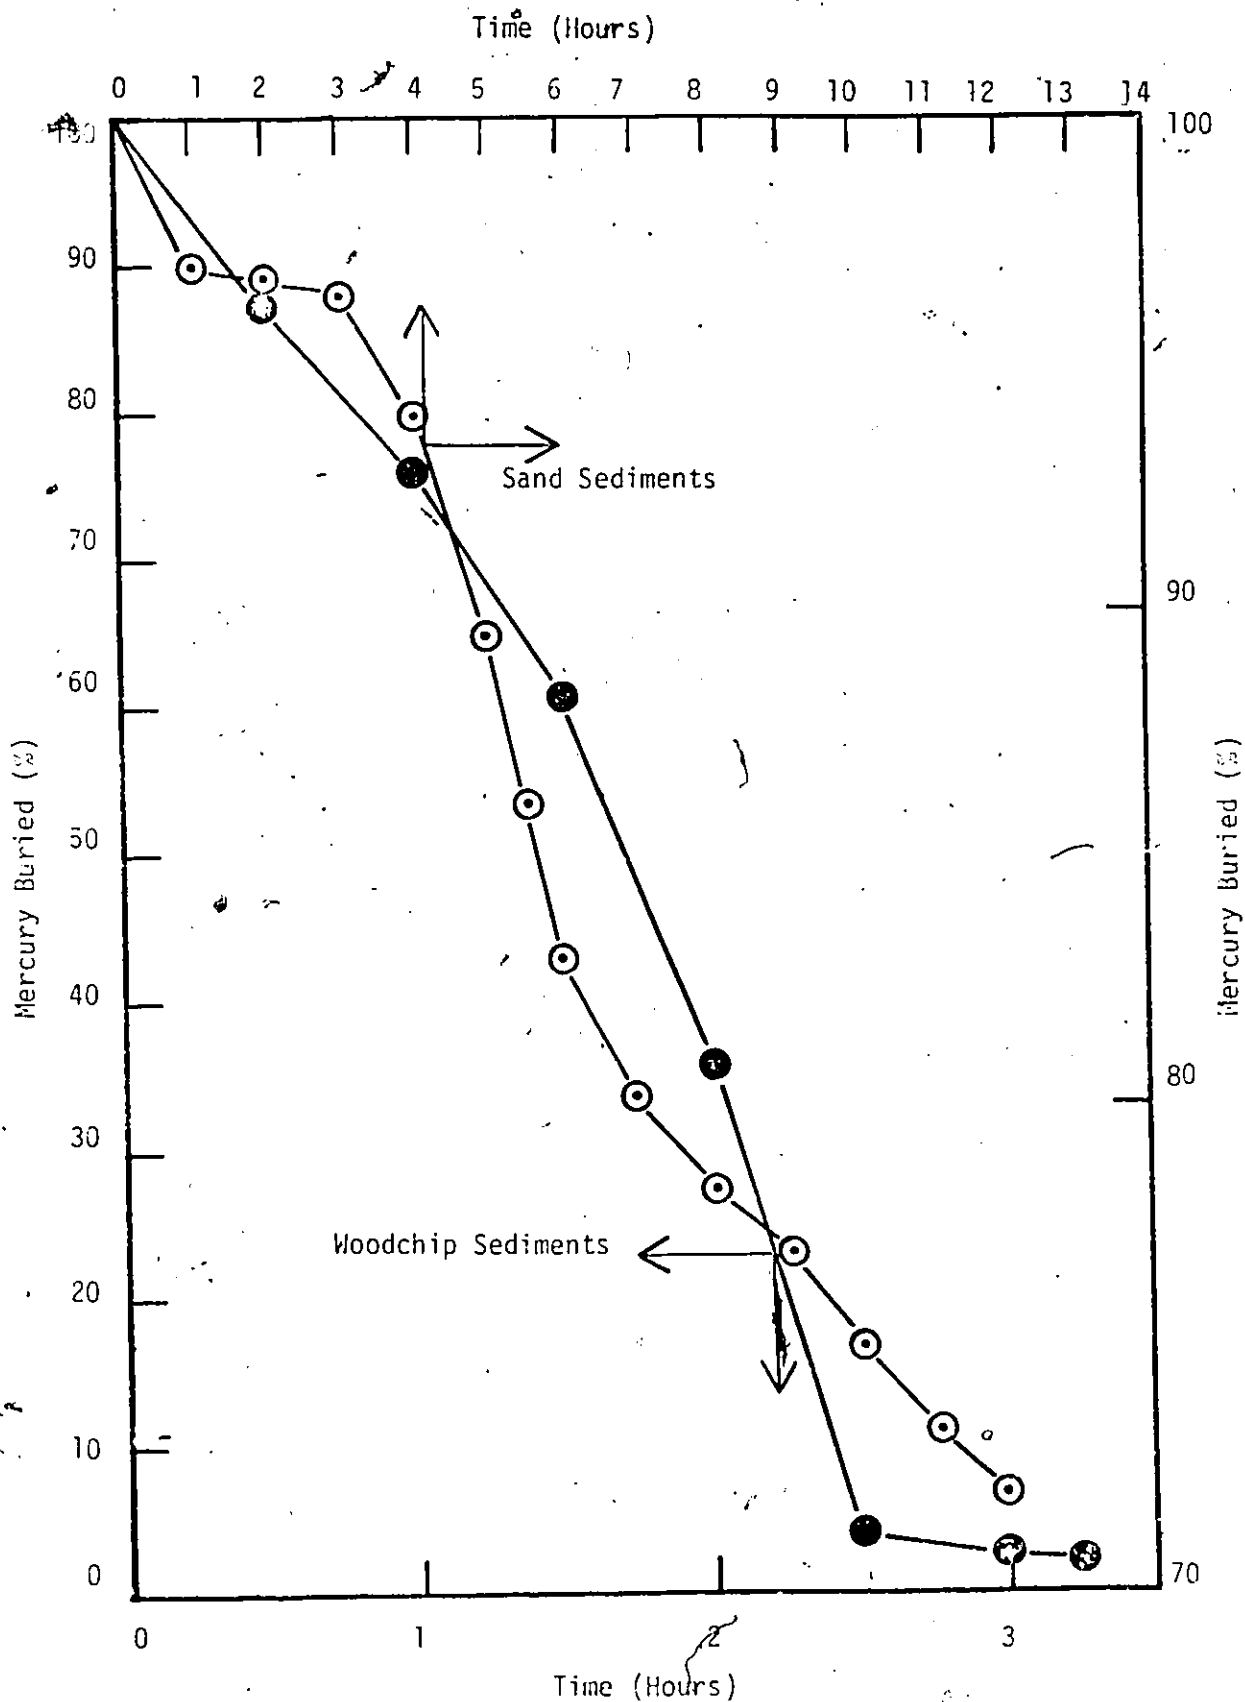 Time (Hours)
0 1 2 3 4 5 6 7 8 9 10 11 12 13 14
100 100
90
80
Sand Sediments
70
90
60
Mercury Buried (%)
Mercury Buried (%)
50
40
80
30
Woodchip Sediments
20
10
0 70
0 1 2 3
Time (Hours)